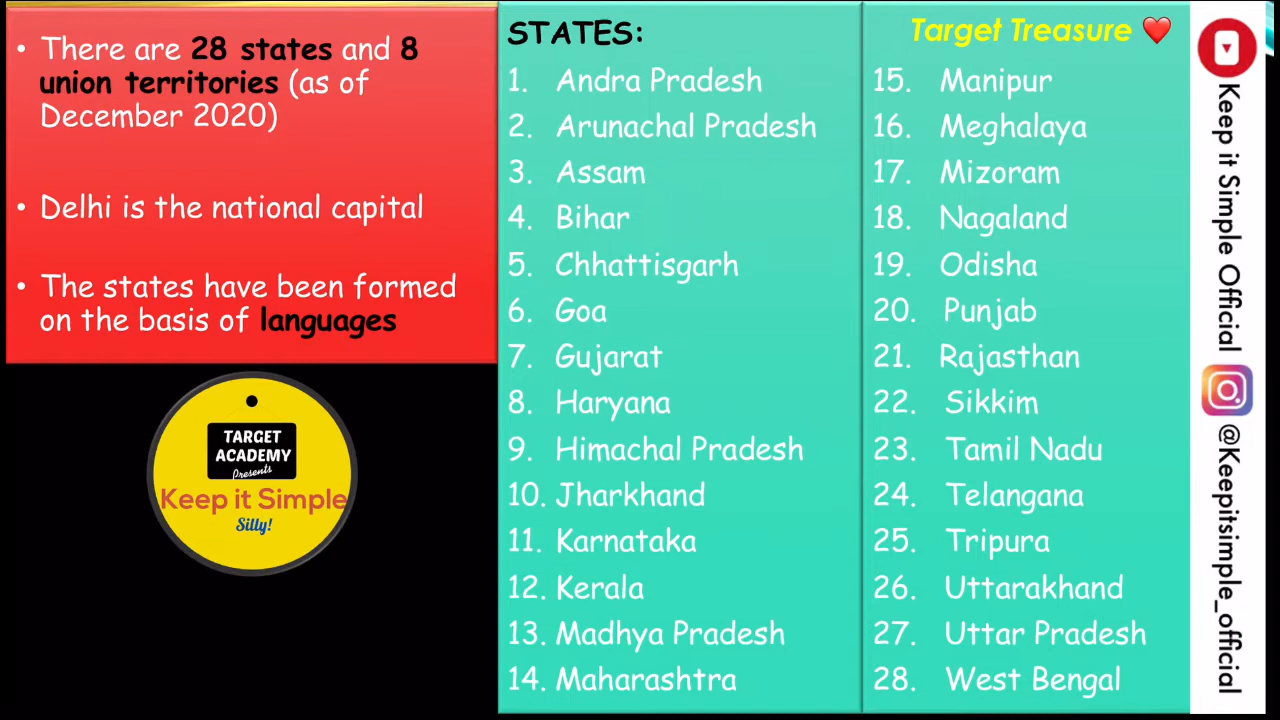 • There are 28 states and 8
union territories (as of
December 2020)
• Delhi is the national capital
• The states have been formed
on the basis of languages
TARGET
ACADEMY
Presents
Keep it Simple
Silly!
STATES:
1. Andra Pradesh
2. Arunachal Pradesh
3. Assam
4. Bihar
5. Chhattisgarh
6. Goa
7. Gujarat
8. Haryana
9. Himachal Pradesh
10. Jharkhand
11. Karnataka
12. Kerala
13. Madhya Pradesh
14. Maharashtra
Target Treasure ❤️
15. Manipur
16. Meghalaya
17. Mizoram
18. Nagaland
19. Odisha
20. Punjab
21. Rajasthan
22. Sikkim
23. Tamil Nadu
24. Telangana
25. Tripura
26. Uttarakhand
27. Uttar Pradesh
28. West Bengal
Keep it Simple Official
@Keepitsimple_official